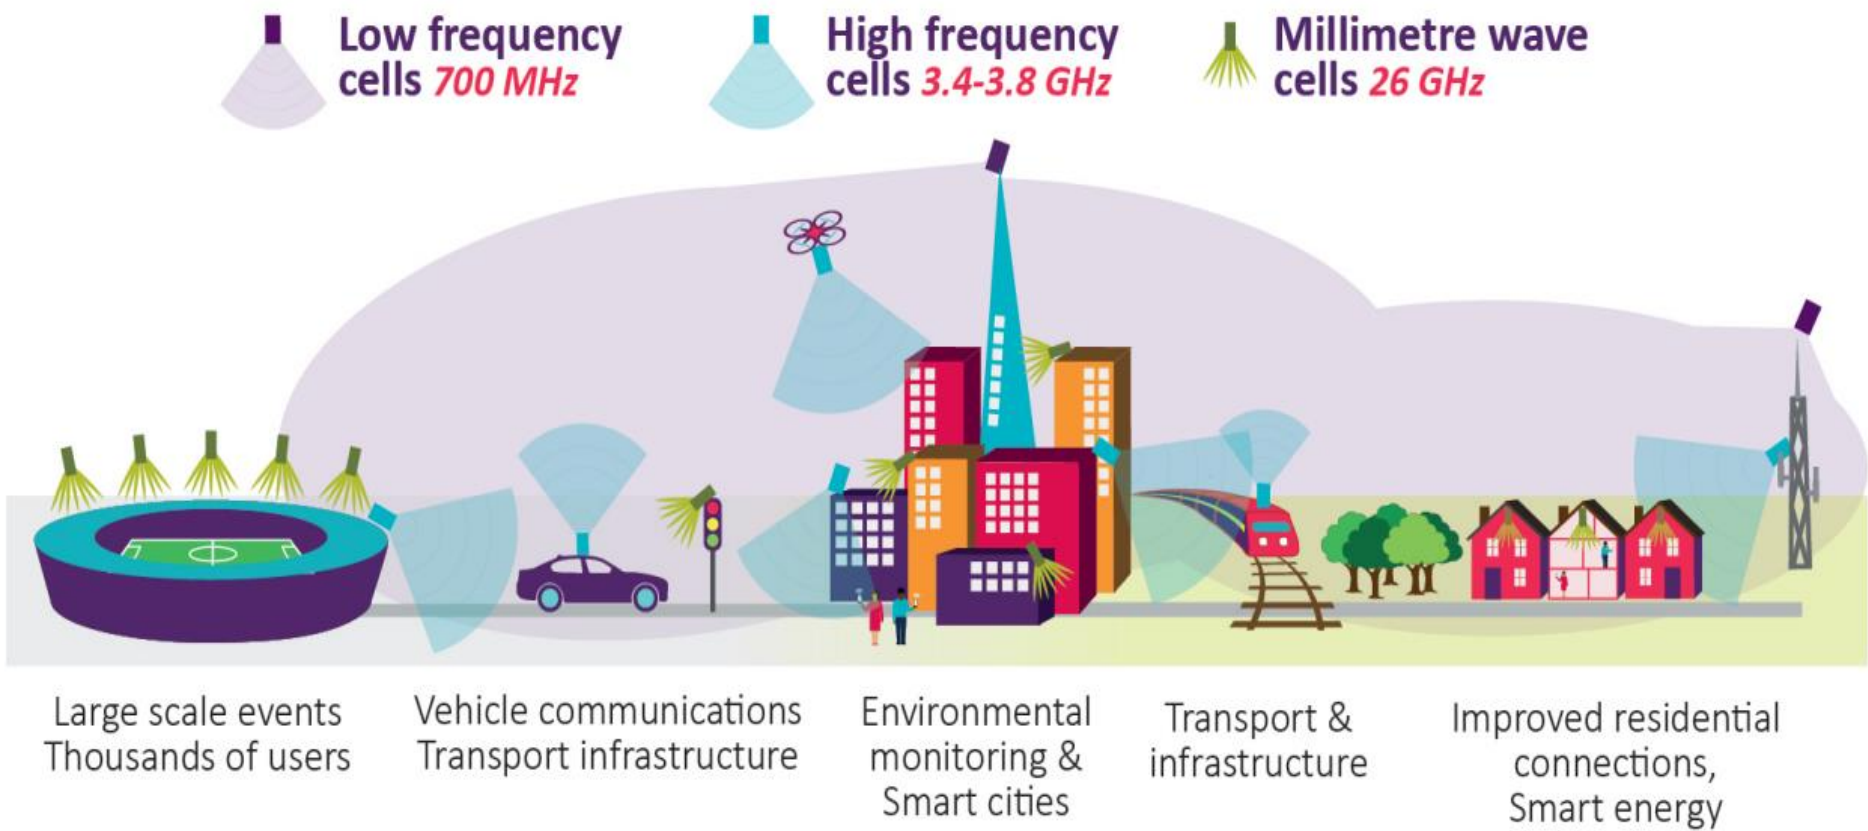 Low frequency
cells 700 MHz
High frequency
cells 3.4-3.8 GHz
Millimetre wave
cells 26 GHz
Large scale events
Thousands of users
Vehicle communications
Transport infrastructure
Environmental
monitoring &
Smart cities
Transport &
infrastructure
Improved residential
connections,
Smart energy